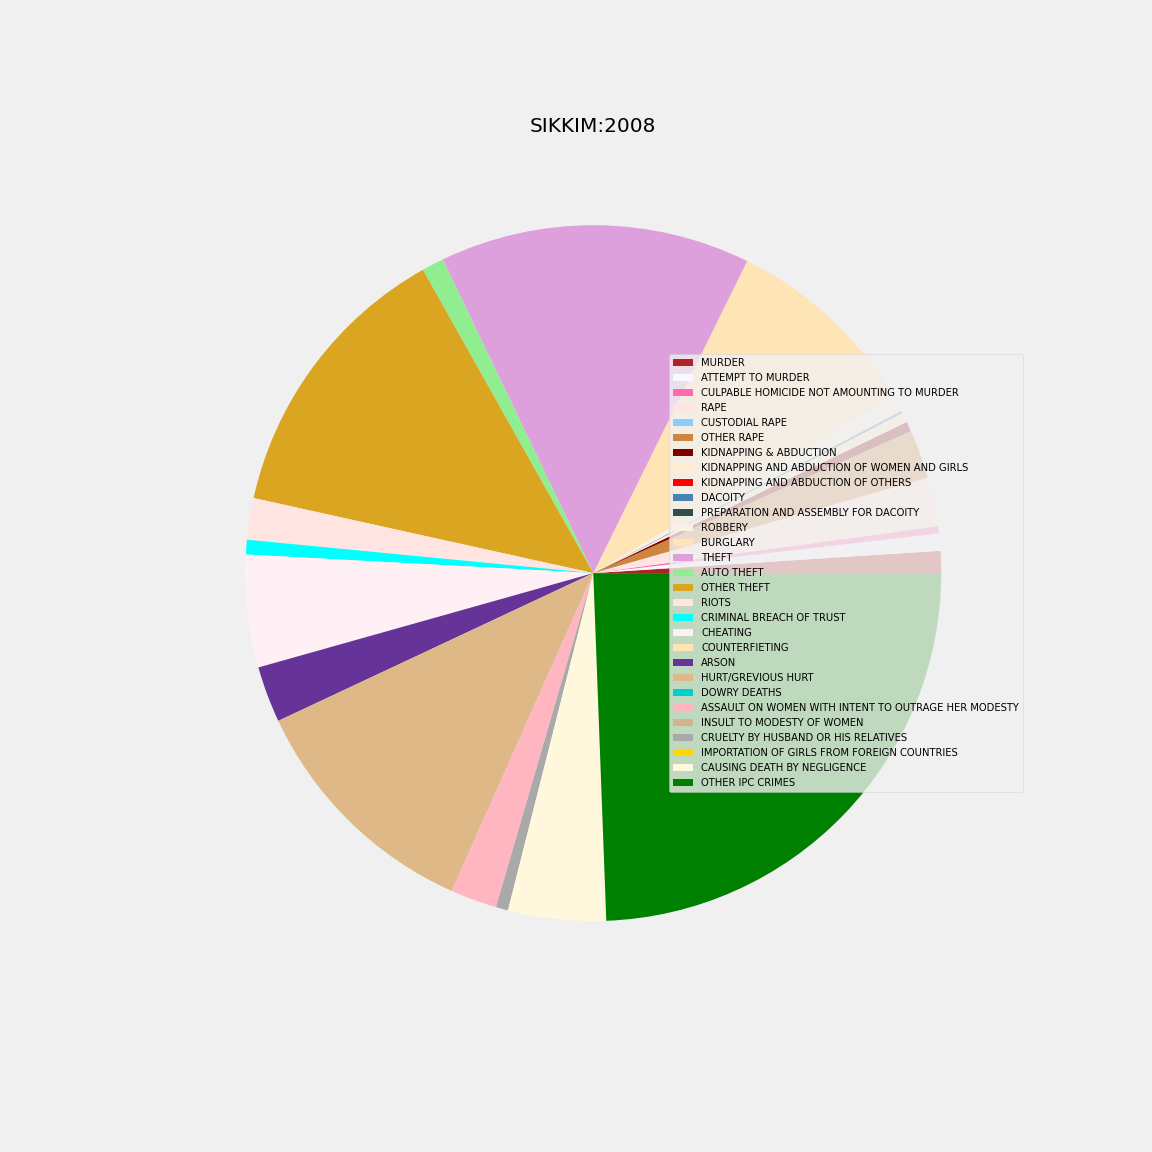 SIKKIM:2008
MURDER
ATTEMPT TO MURDER
CULPABLE HOMICIDE NOT AMOUNTING TO MURDER
RAPE
CUSTODIAL RAPE
OTHER RAPE
KIDNAPPING & ABDUCTION
KIDNAPPING AND ABDUCTION OF WOMEN AND GIRLS
KIDNAPPING AND ABDUCTION OF OTHERS
DACOITY
PREPARATION AND ASSEMBLY FOR DACOITY
ROBBERY
BURGLARY
THEFT
AUTO THEFT
OTHER THEFT
RIOTS
CRIMINAL BREACH OF TRUST
CHEATING
COUNTERFIETING
ARSON
HURT/GREVIOUS HURT
DOWRY DEATHS
ASSAULT ON WOMEN WITH INTENT TO OUTRAGE HER MODESTY
INSULT TO MODESTY OF WOMEN
CRUELTY BY HUSBAND OR HIS RELATIVES
IMPORTATION OF GIRLS FROM FOREIGN COUNTRIES
CAUSING DEATH BY NEGLIGENCE
OTHER IPC CRIMES